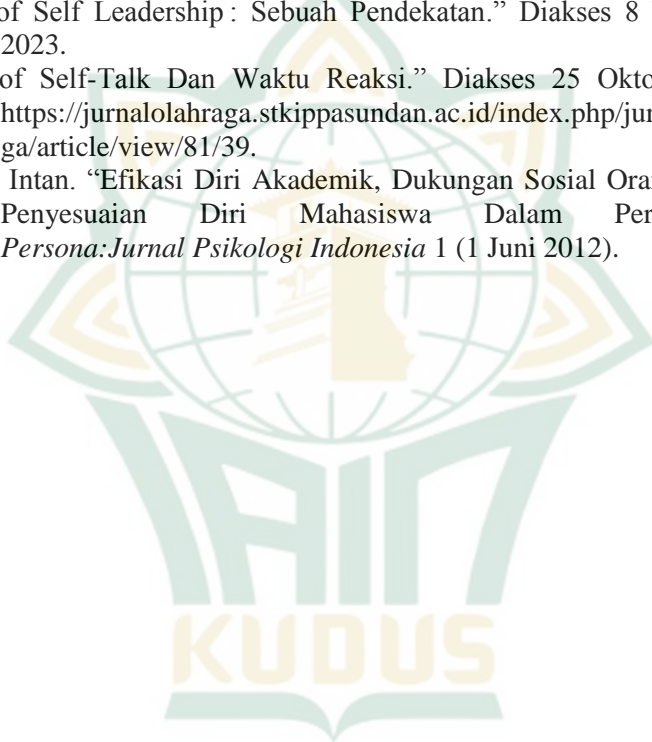 of Self Leadership : Sebuah Pendekatan.” Diakses 8
2023.
of Self-Talk Dan Waktu Reaksi.” Diakses 25 Okto
https://jurnalolahraga.stkippasundan.ac.id/index.php/jur
ga/article/view/81/39.
Intan. “Efikasi Diri Akademik, Dukungan Sosial Oran
Penyesuaian Diri Mahasiswa Dalam Per
Persona:Jurnal Psikologi Indonesia 1 (1 Juni 2012).
IAIN
KUDUS